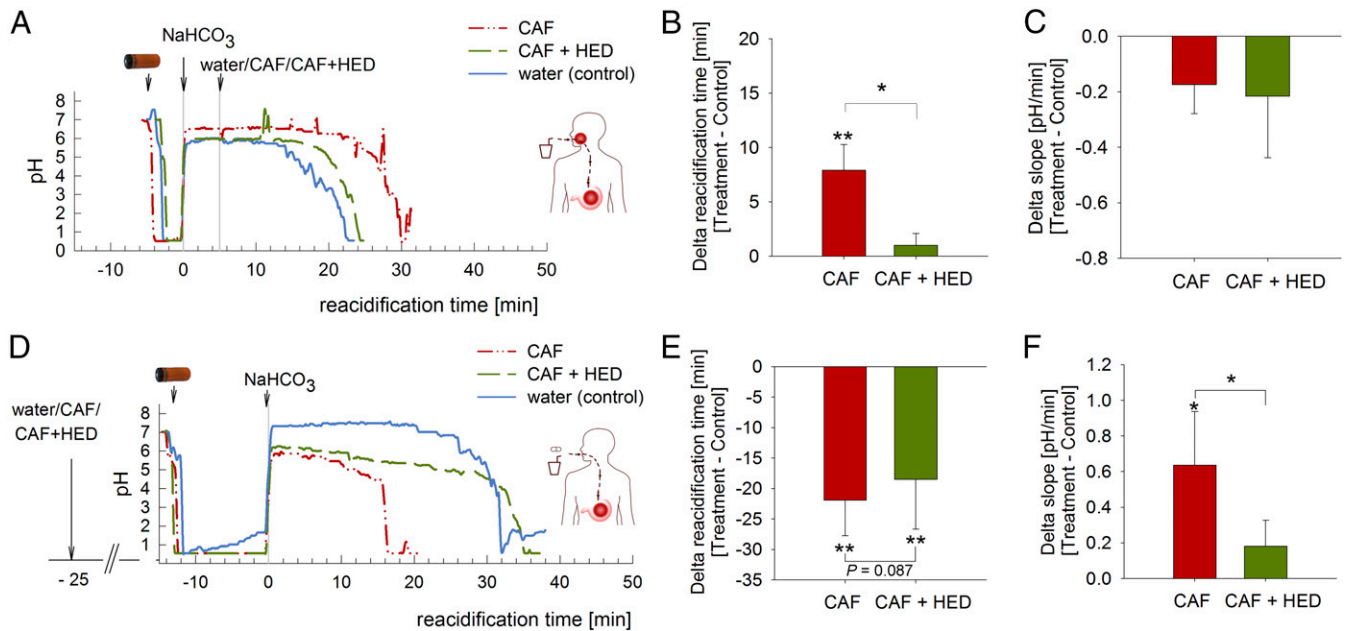 A
NaHCO3
water/CAF/CAF+HED
CAF
CAF + HED
water (control)
pH
8
7
6
5
4
3
2
1
0
-10 0 10 20 30 40 50
reacidification time [min]
B
Delta reacidification time [min]
[Treatment - Control]
20
15
10
5
0
*
**
CAF CAF + HED
C
Delta slope [pH/min]
[Treatment - Control]
0.0
-0.2
-0.4
-0.6
-0.8
CAF CAF + HED
D
water/CAF/
CAF+HED
- 25
NaHCO3
CAF
CAF + HED
water (control)
pH
8
7
6
5
4
3
2
1
-10 0 10 20 30 40 50
reacidification time [min]
E
Delta reacidification time [min]
[Treatment - Control]
0
-5
-10
-15
-20
-25
-30
-35
** **
P = 0.087
CAF CAF + HED
F
Delta slope [pH/min]
[Treatment - Control]
1.2
1.0
0.8
0.6
0.4
0.2
0.0
*
*
CAF CAF + HED